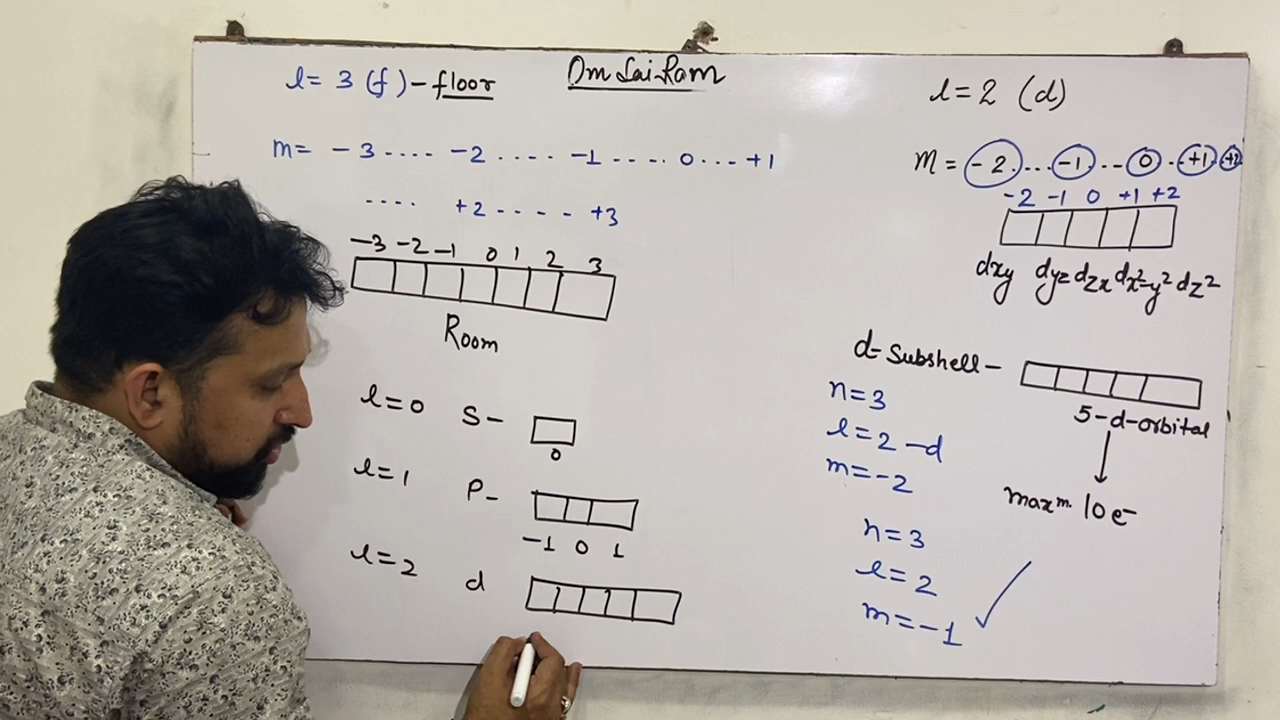 Om Sai Ram
l = 3 (f) - floor
m = -3 .... -2 ..... -1 ..... 0 ... +1
.... +2 ----- +3
-3 -2 -1 0 1 2 3
Room
l=0 S-
0
l=1 P-
-1 0 1
l=2 d
l=2 (d)
m = -2 ... -1 -- 0 - +1 +2
-2 -1 0 +1 +2
dxy dyz dzx dx²-y² dz²
d-Subshell -
5-d-orbital
maxᵐ. 10e⁻
n=3
l=2-d
m=-2
n=3
l=2
m=-1 ✓